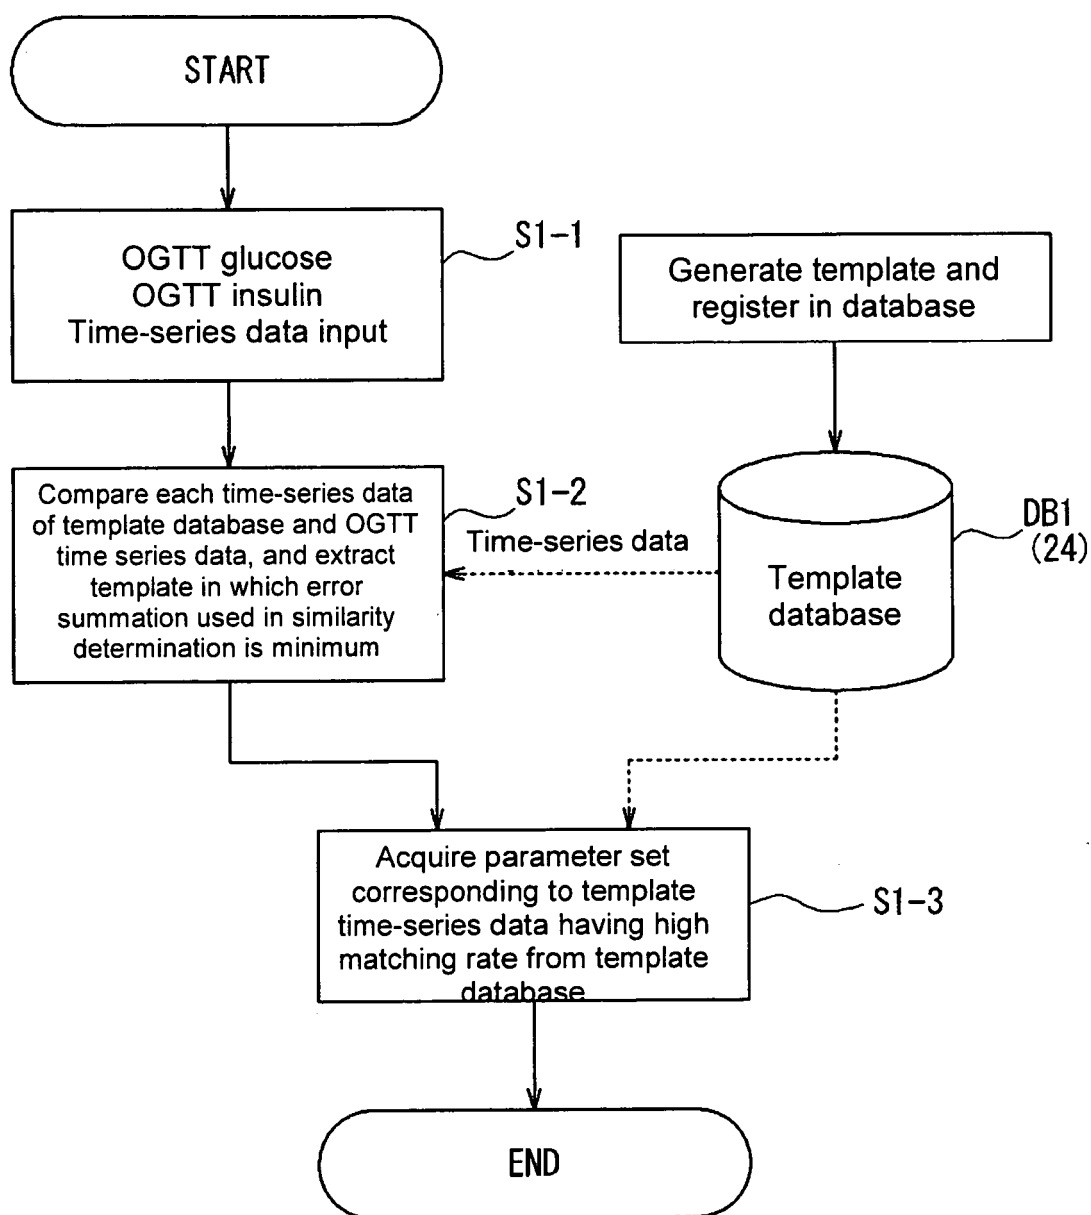 START
OGTT glucose
OGTT insulin
Time-series data input
S1-1
Generate template and
register in database
Compare each time-series data
of template database and OGTT
time series data, and extract
template in which error
summation used in similarity
determination is minimum
S1-2
Time-series data
Template
database
DB1
(24)
Acquire parameter set
corresponding to template
time-series data having high
matching rate from template
database
S1-3
END